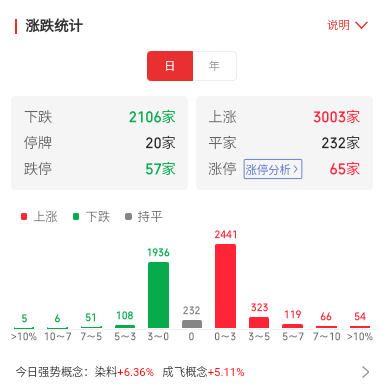 涨跌统计 说明
日 年
下跌 2106家 上涨 3003家
停牌 20家 平家 232家
跌停 57家 涨停 涨停分析 65家
上涨 下跌 持平
5 6 51 108 1936 232 2441 323 119 66 54
>10% 10~7 7~5 5~3 3~0 0 0~3 3~5 5~7 7~10 >10%
今日强势概念：染料+6.36% 成飞概念+5.11%